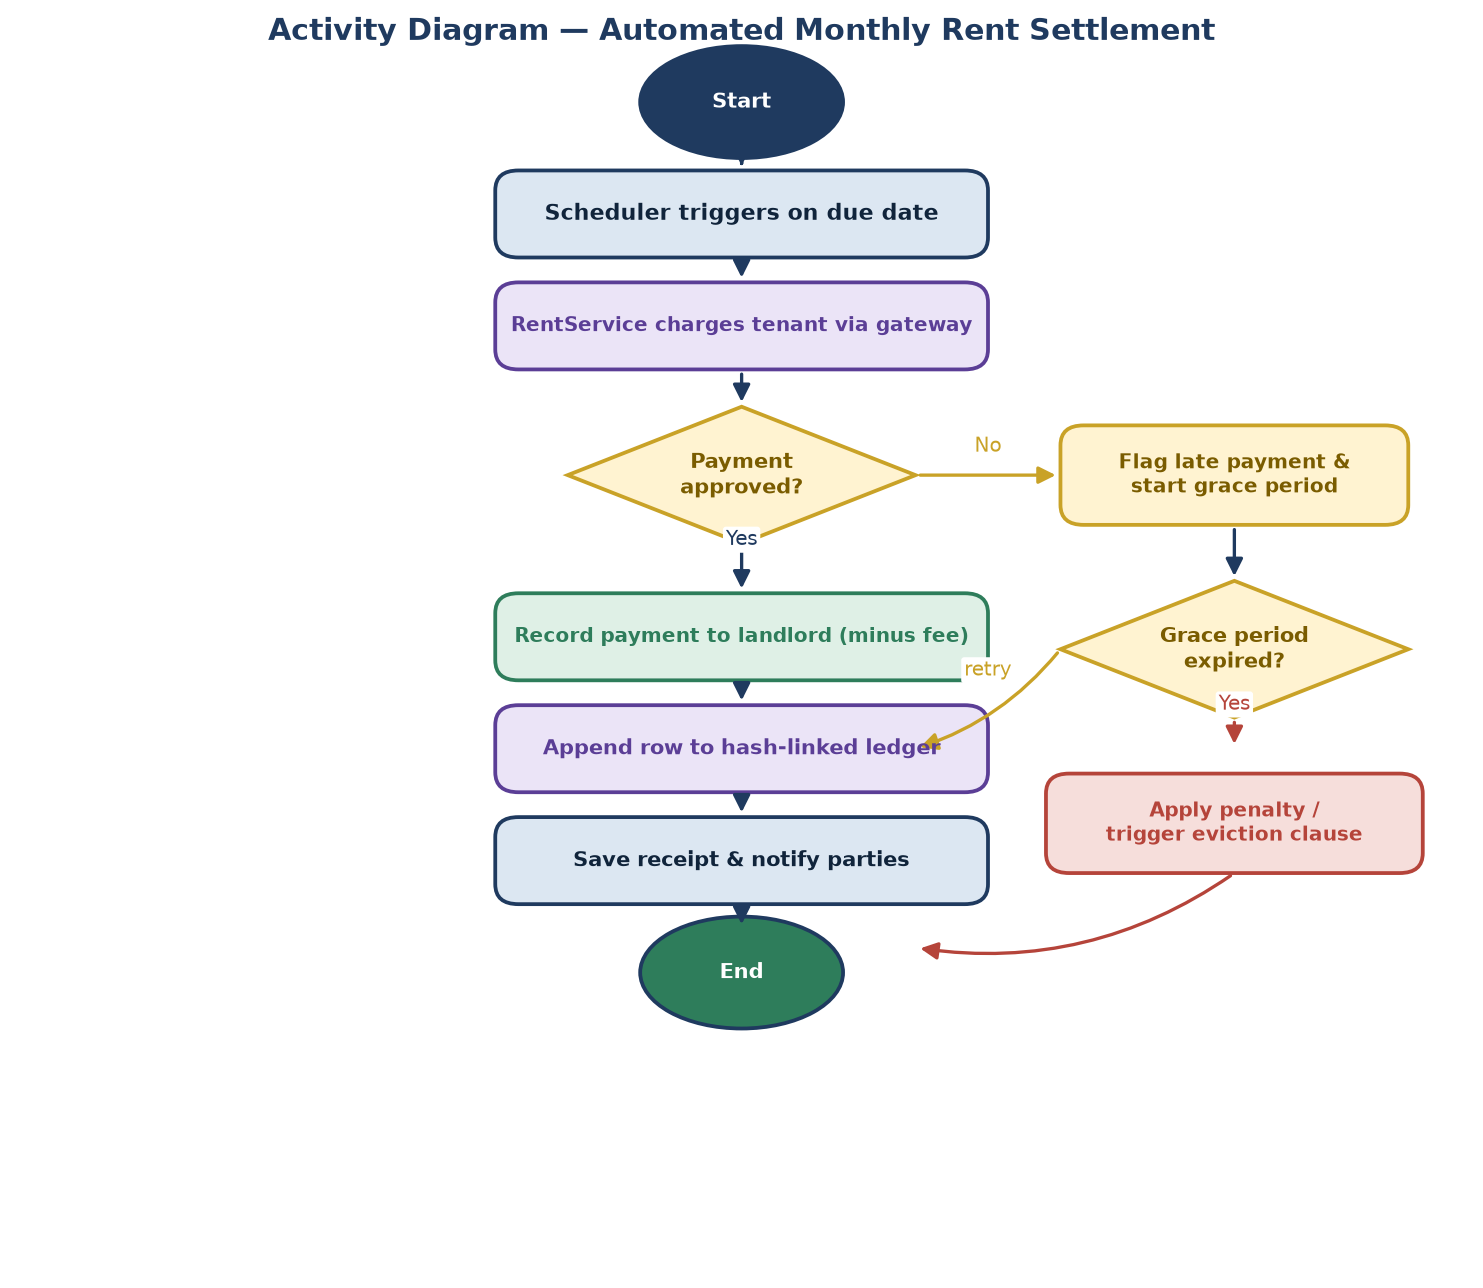 Activity Diagram — Automated Monthly Rent Settlement
Start
Scheduler triggers on due date
RentService charges tenant via gateway
Payment
approved?
No
Flag late payment &
start grace period
Yes
Record payment to landlord (minus fee)
Grace period
expired?
retry
Yes
Append row to hash-linked ledger
Apply penalty /
trigger eviction clause
Save receipt & notify parties
End